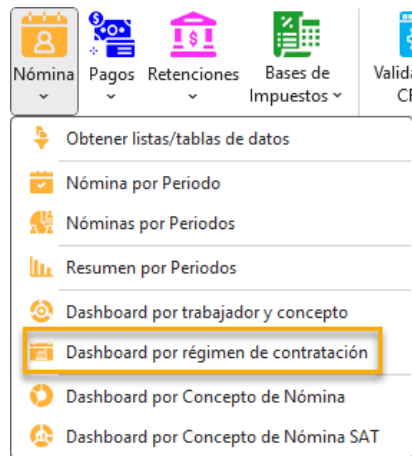 Nómina
Pagos
Retenciones
Bases de
Impuestos
Obtener listas/tablas de datos
Nómina por Periodo
Nóminas por Periodos
Resumen por Periodos
Dashboard por trabajador y concepto
Dashboard por régimen de contratación
Dashboard por Concepto de Nómina
Dashboard por Concepto de Nómina SAT